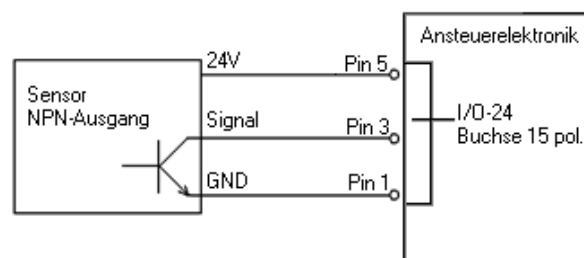 Ansteuerelektronik
24V
Pin 5
Sensor
NPN-Ausgang
Signal
Pin 3
I/O-24
Buchse 15 pol.
GND
Pin 1